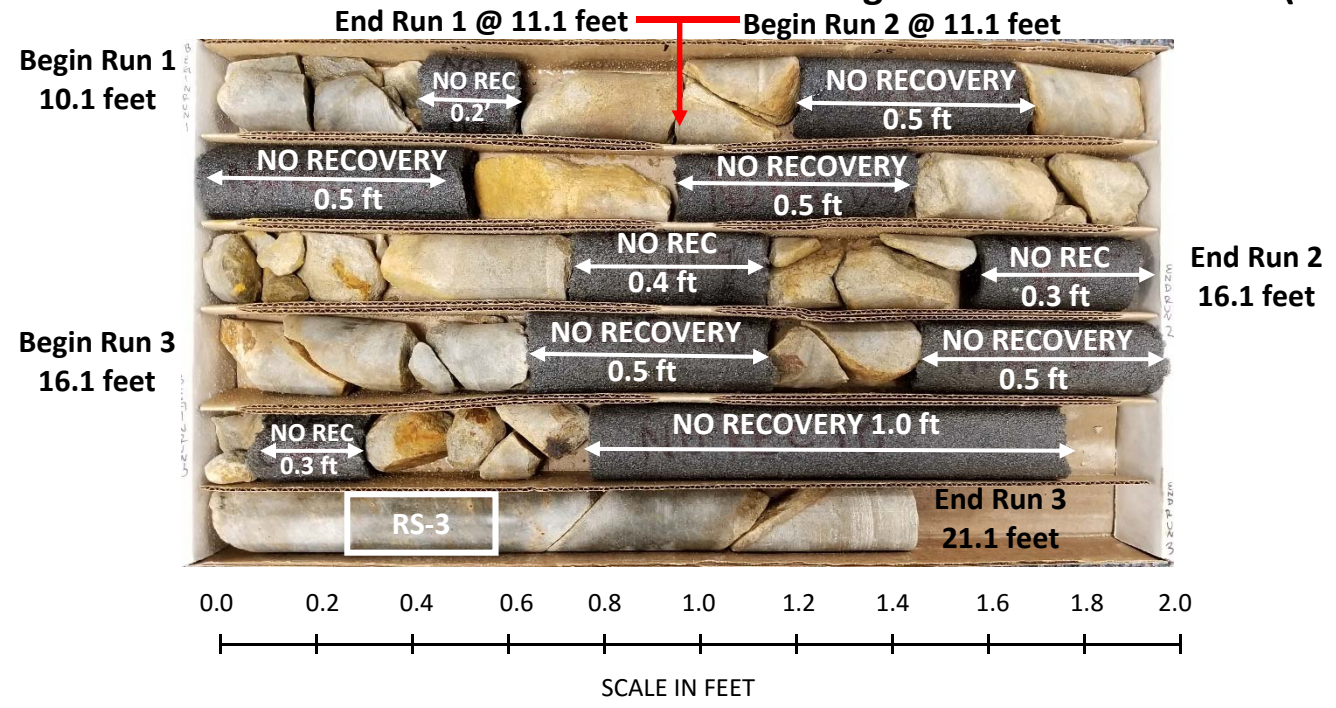 End Run 1 @ 11.1 feet
Begin Run 2 @ 11.1 feet
Begin Run 1
10.1 feet
NO REC
0.2'
NO RECOVERY
0.5 ft
NO RECOVERY
0.5 ft
NO RECOVERY
0.5 ft
NO REC
0.4 ft
NO REC
0.3 ft
End Run 2
16.1 feet
Begin Run 3
16.1 feet
NO RECOVERY
0.5 ft
NO RECOVERY
0.5 ft
NO REC
0.3 ft
NO RECOVERY 1.0 ft
RS-3
End Run 3
21.1 feet
0.0 0.2 0.4 0.6 0.8 1.0 1.2 1.4 1.6 1.8 2.0
SCALE IN FEET